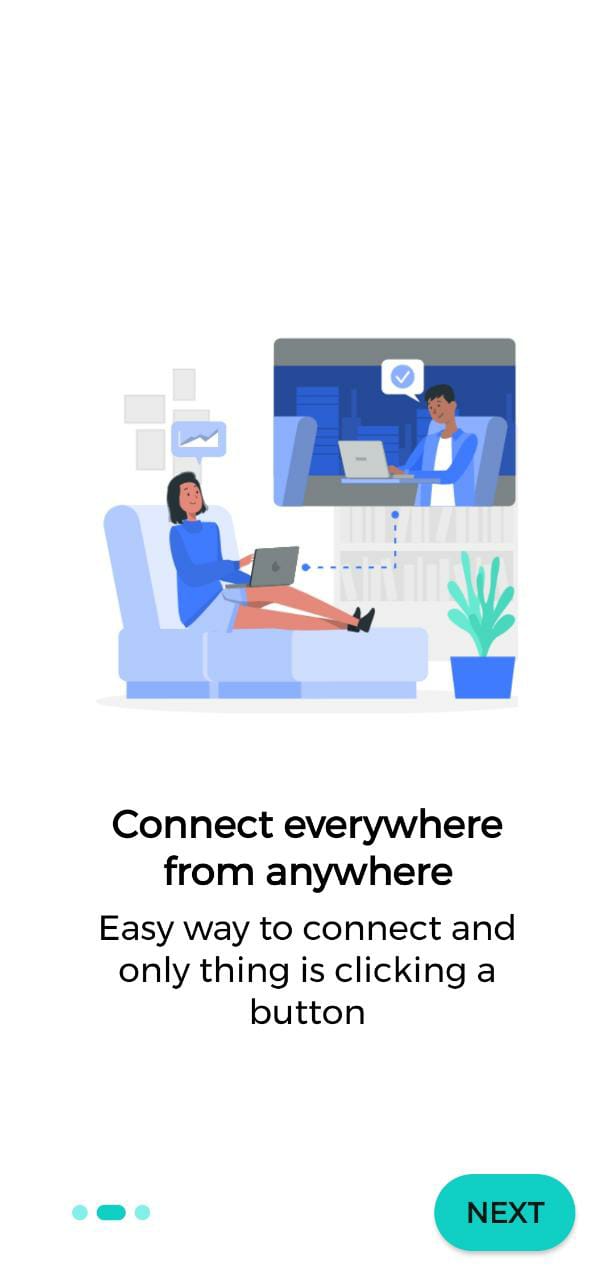 Connect everywhere
from anywhere
Easy way to connect and
only thing is clicking a
button
NEXT